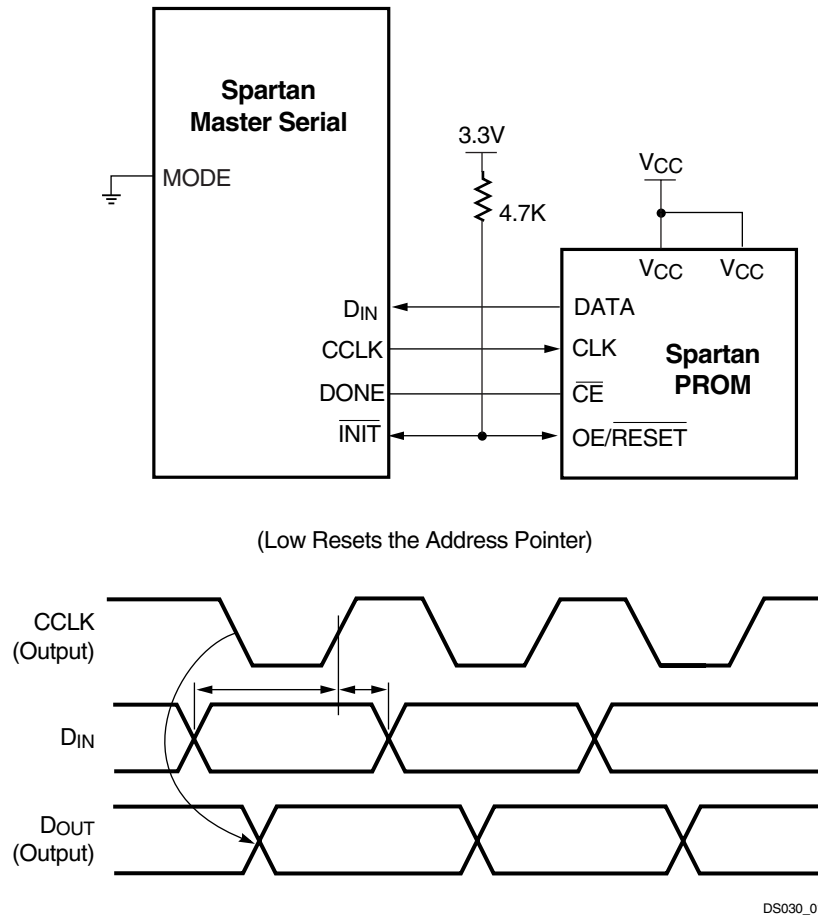 Spartan
Master Serial
MODE
3.3V
4.7K
VCC
VCC VCC
DIN
DATA
CCLK
CLK
Spartan
PROM
DONE
CE
INIT
OE/RESET
(Low Resets the Address Pointer)
CCLK
(Output)
DIN
DOUT
(Output)
DS030_0